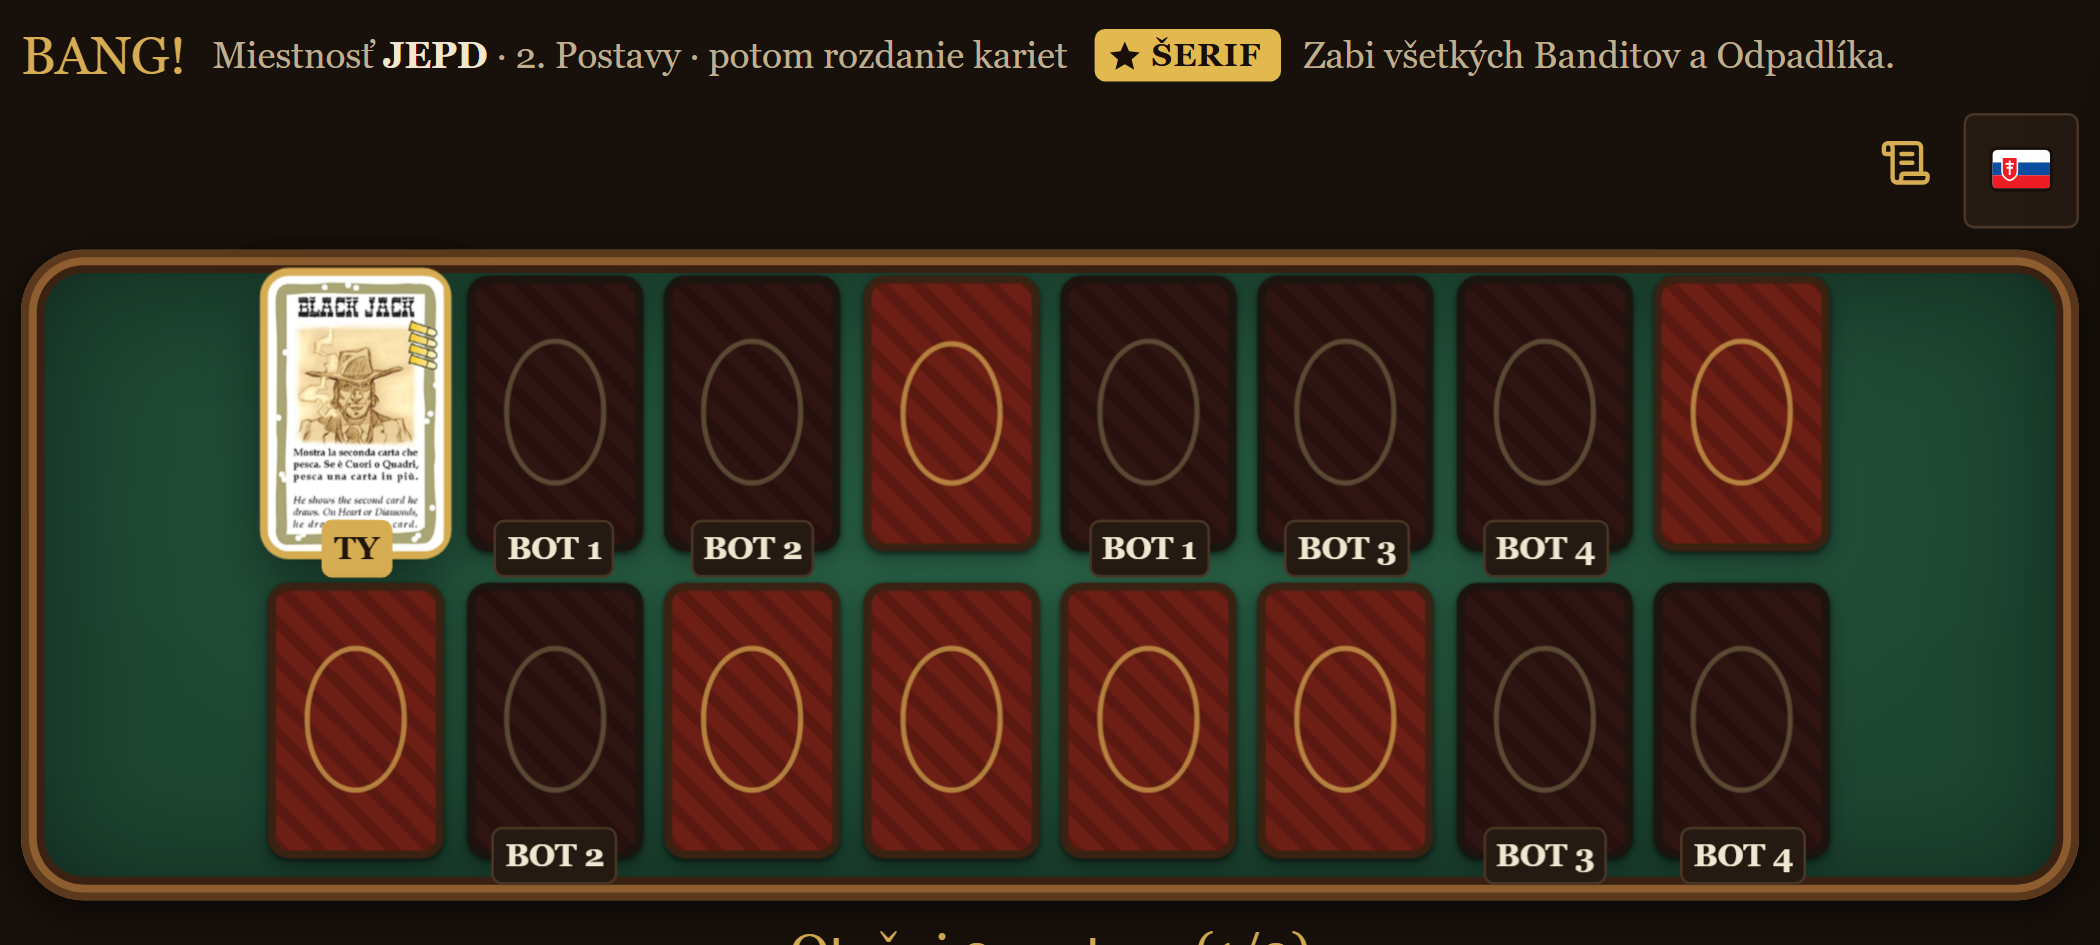 BANG! Miestnosť JEPD · 2. Postavy · potom rozdanie kariet ★ ŠERIF Zabi všetkých Banditov a Odpadlíka.
BLACK JACK
Mostra la seconda carta che
pesca. Se è Cuori o Quadri,
pesca una carta in più.
He shows the second card he
draws. On Heart or Diamonds,
he card.
TY
BOT 1
BOT 2
BOT 1
BOT 3
BOT 4
BOT 2
BOT 3
BOT 4